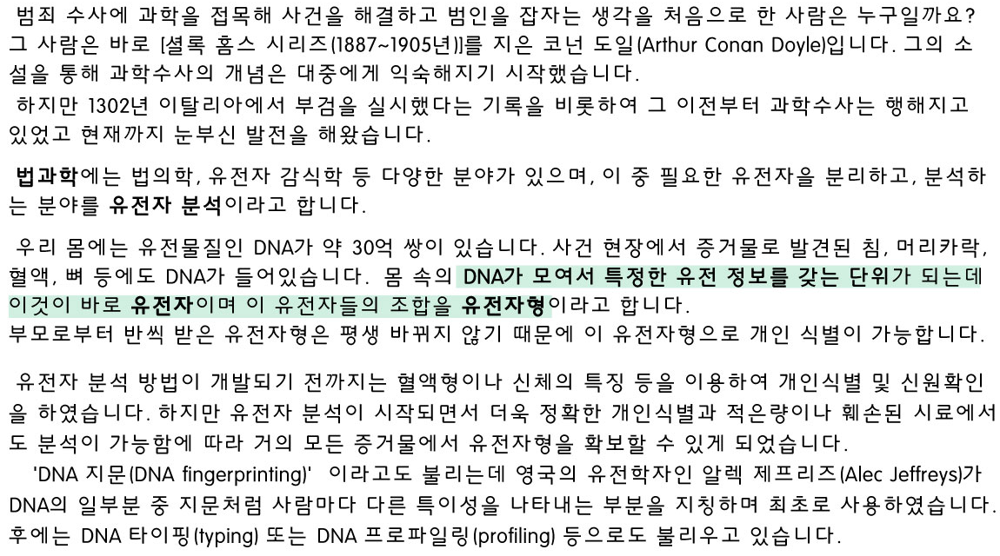 범죄 수사에 과학을 접목해 사건을 해결하고 범인을 잡자는 생각을 처음으로 한 사람은 누구일까요?
그 사람은 바로 [셜록 홈스 시리즈(1887~1905년)]를 지은 코넌 도일(Arthur Conan Doyle)입니다. 그의 소
설을 통해 과학수사의 개념은 대중에게 익숙해지기 시작했습니다.
하지만 1302년 이탈리아에서 부검을 실시했다는 기록을 비롯하여 그 이전부터 과학수사는 행해지고
있었고 현재까지 눈부신 발전을 해왔습니다.
법과학에는 법의학, 유전자 감식학 등 다양한 분야가 있으며, 이 중 필요한 유전자을 분리하고, 분석하
는 분야를 유전자 분석이라고 합니다.
우리 몸에는 유전물질인 DNA가 약 30억 쌍이 있습니다. 사건 현장에서 증거물로 발견된 침, 머리카락,
혈액, 뼈 등에도 DNA가 들어있습니다. 몸 속의 DNA가 모여서 특정한 유전 정보를 갖는 단위가 되는데
이것이 바로 유전자이며 이 유전자들의 조합을 유전자형이라고 합니다.
부모로부터 반씩 받은 유전자형은 평생 바뀌지 않기 때문에 이 유전자형으로 개인 식별이 가능합니다.
유전자 분석 방법이 개발되기 전까지는 혈액형이나 신체의 특징 등을 이용하여 개인식별 및 신원확인
을 하였습니다. 하지만 유전자 분석이 시작되면서 더욱 정확한 개인식별과 적은량이나 훼손된 시료에서
도 분석이 가능함에 따라 거의 모든 증거물에서 유전자형을 확보할 수 있게 되었습니다.
'DNA 지문(DNA fingerprinting)' 이라고도 불리는데 영국의 유전학자인 알렉 제프리즈(Alec Jeffreys)가
DNA의 일부분 중 지문처럼 사람마다 다른 특이성을 나타내는 부분을 지칭하며 최초로 사용하였습니다.
후에는 DNA 타이핑(typing) 또는 DNA 프로파일링(profiling) 등으로도 불리우고 있습니다.